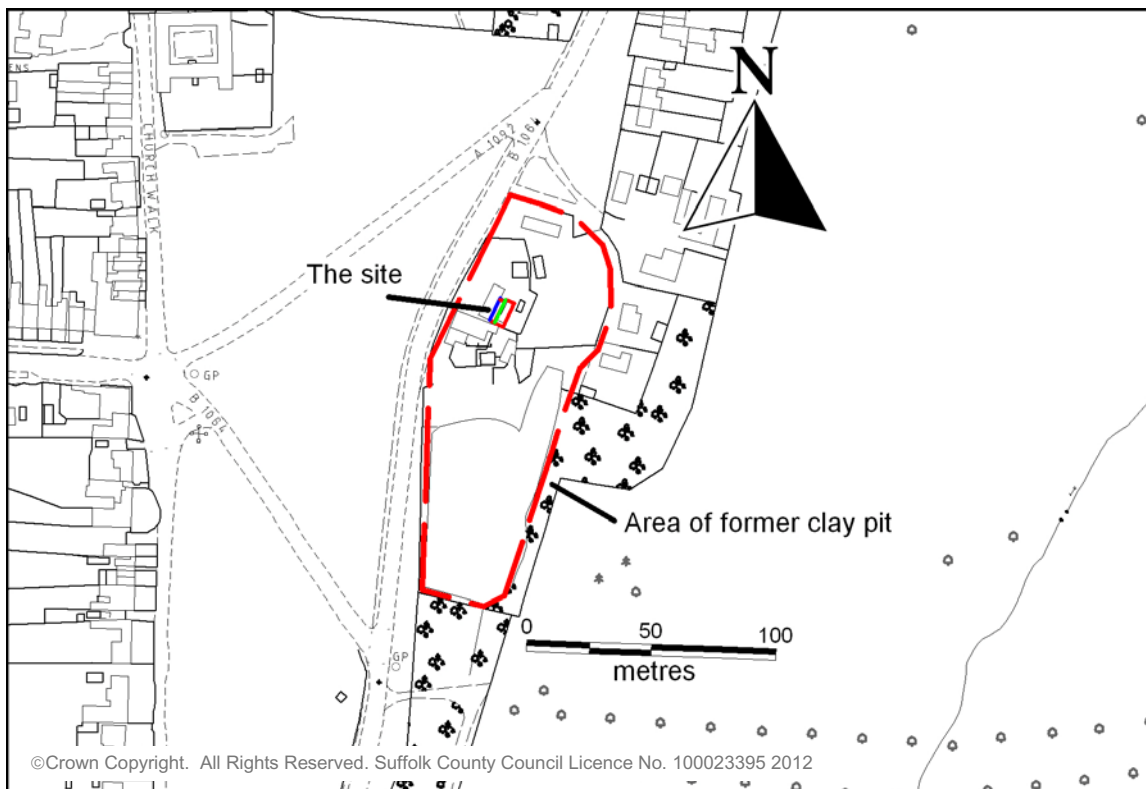 ENS
CHURCH WALK
A 1092
B 1064
N
The site
GP
B 1064
Area of former clay pit
0 50 100
metres
GP
©Crown Copyright. All Rights Reserved. Suffolk County Council Licence No. 100023395 2012